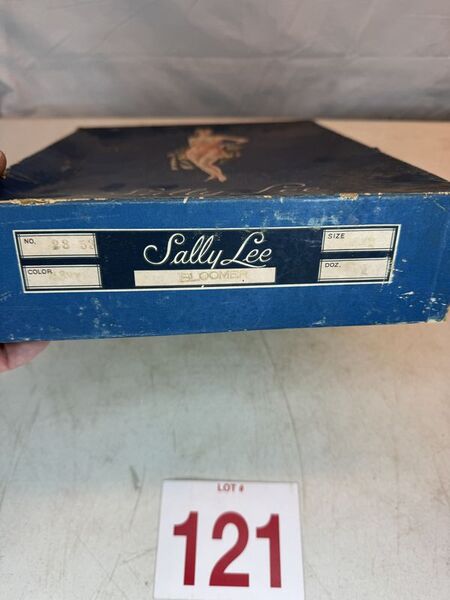 NO.
SIZE
Sally Lee
COLOR
DOZ.
BLOOMER
LOT #
121